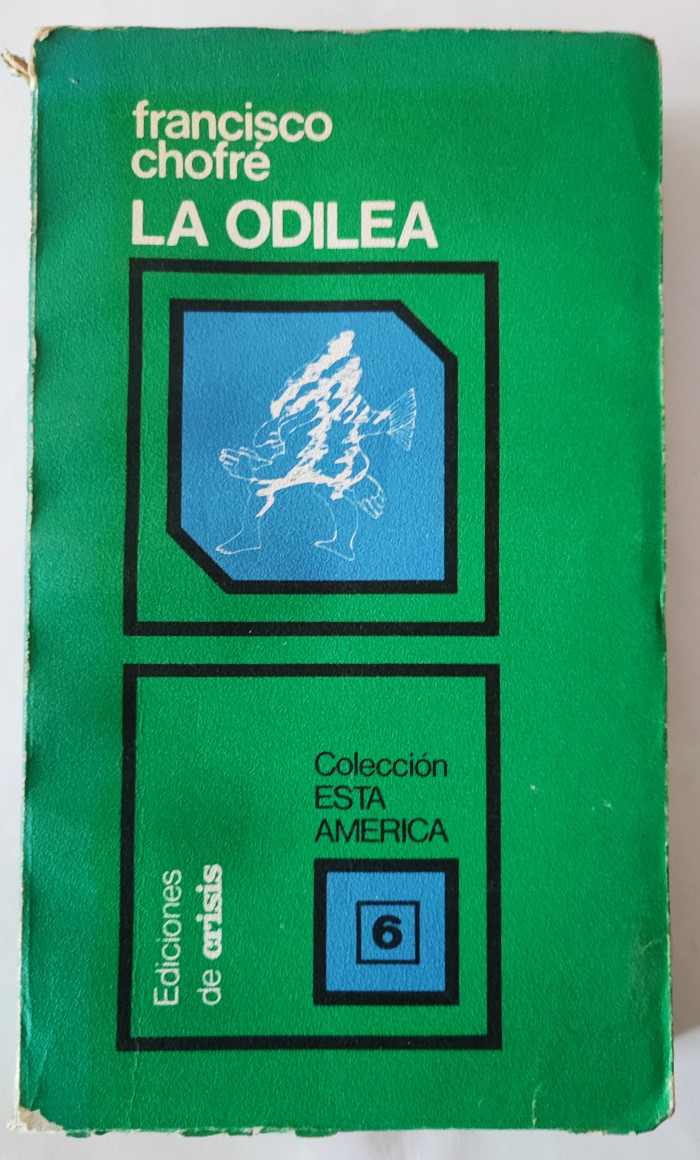 francisco
chofré
LA ODILEA
Colección
ESTA
AMERICA
6
Ediciones
de crisis